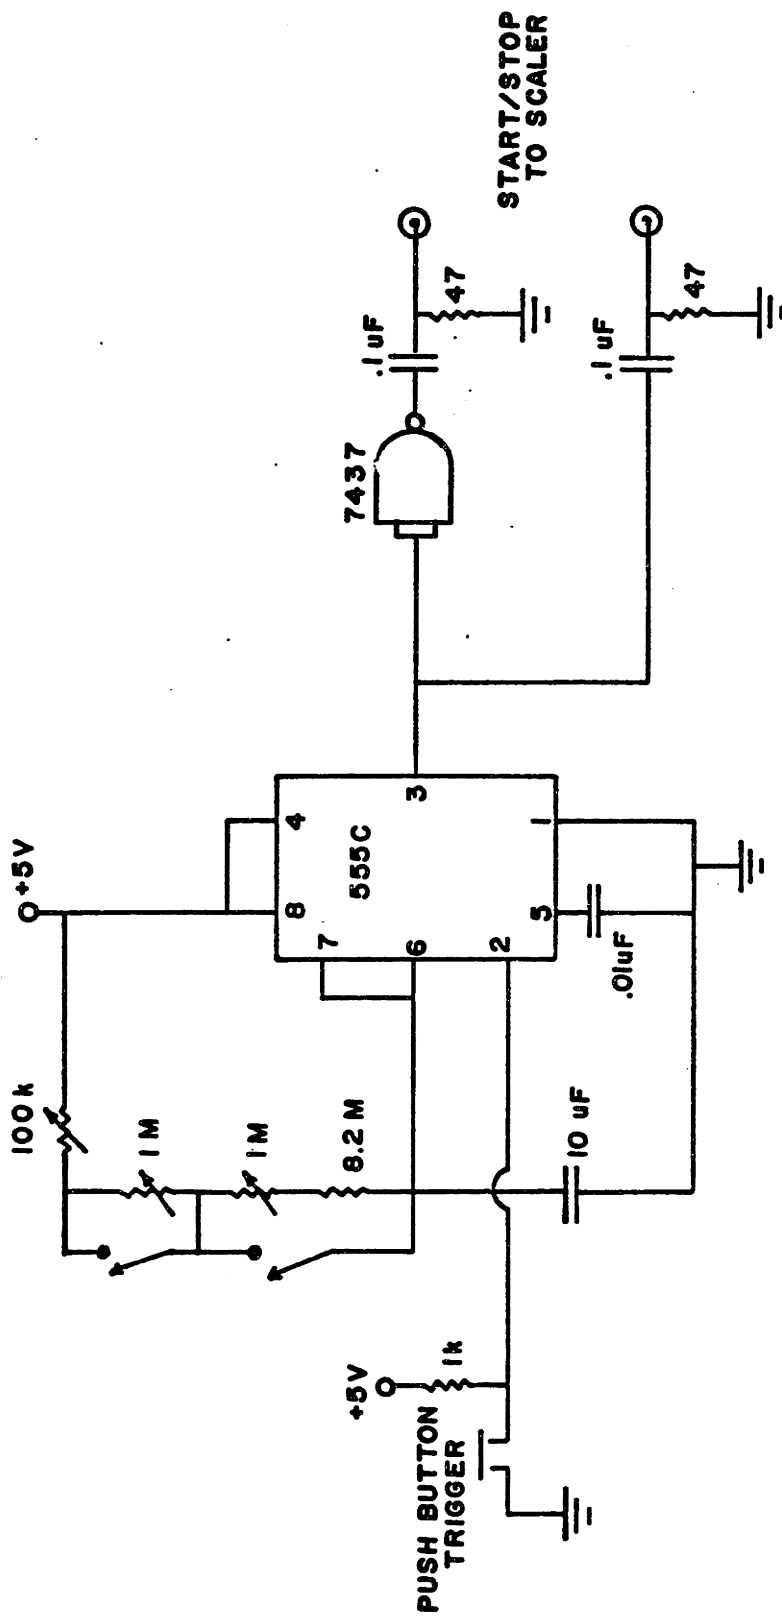 +5V
100k
1M
1M
8.2M
7
6
2
8
4
555C
3
5
1
.01uF
10 uF
+5V
1k
PUSH BUTTON
TRIGGER
7437
.1uF
47
.1uF
47
START/STOP
TO SCALER